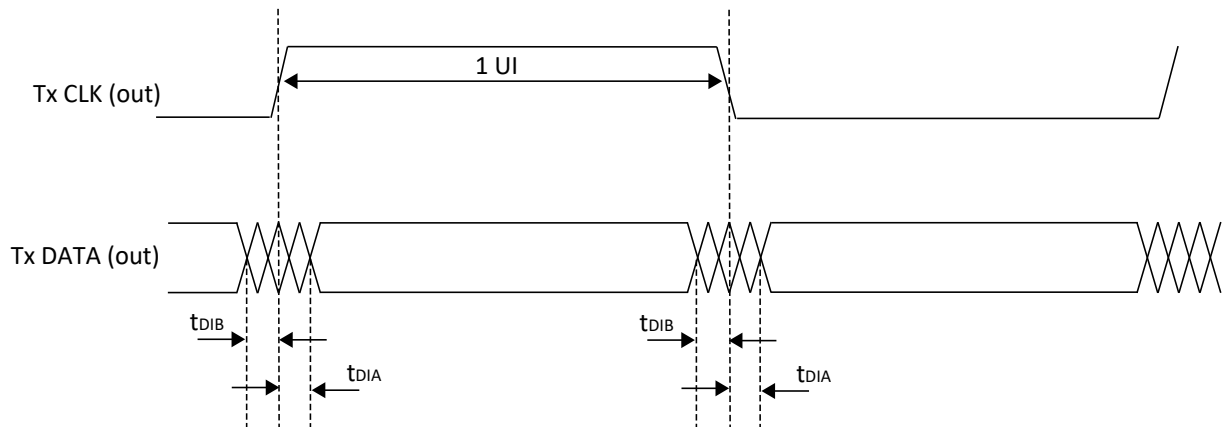 1 UI
Tx CLK (out)
Tx DATA (out)
tDIB
tDIB
tDIA
tDIA